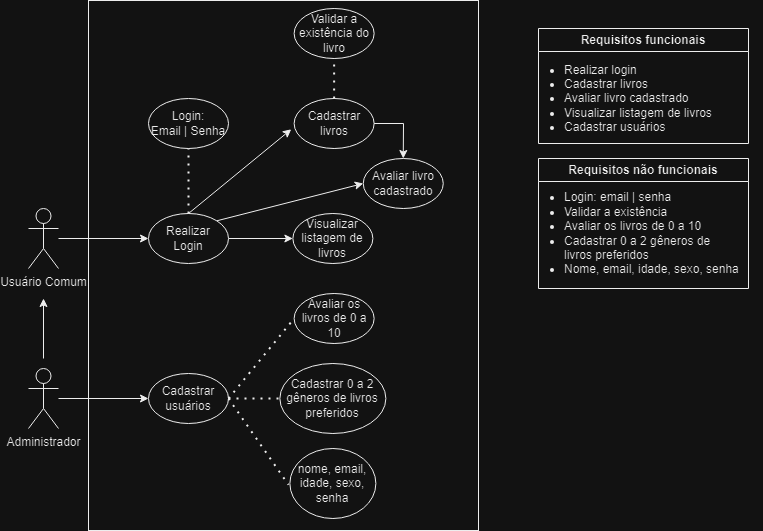 Validar a
existência do
livro
Login:
Email | Senha
Cadastrar
livros
Avaliar livro
cadastrado
Realizar
Login
Visualizar
listagem de
livros
Usuário Comum
Avaliar os
livros de 0 a
10
Cadastrar
usuários
Cadastrar 0 a 2
gêneros de livros
preferidos
Administrador
nome, email,
idade, sexo,
senha
Requisitos funcionais
Realizar login
Cadastrar livros
Avaliar livro cadastrado
Visualizar listagem de livros
Cadastrar usuários
Requisitos não funcionais
Login: email | senha
Validar a existência
Avaliar os livros de 0 a 10
Cadastrar 0 a 2 gêneros de
livros preferidos
Nome, email, idade, sexo, senha